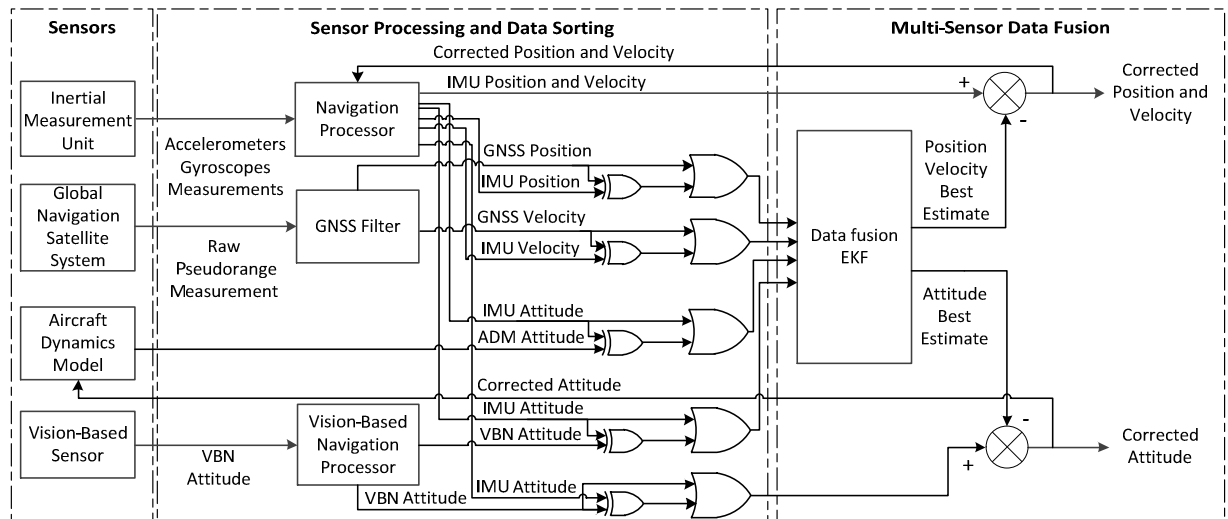 Sensors
Sensor Processing and Data Sorting
Multi-Sensor Data Fusion
Corrected Position and Velocity
IMU Position and Velocity
+
-
Corrected
Position and
Velocity
Inertial
Measurement
Unit
Navigation
Processor
Accelerometers
Gyroscopes
Measurements
GNSS Position
IMU Position
Position
Velocity
Best
Estimate
Global
Navigation
Satellite
System
GNSS Filter
GNSS Velocity
IMU Velocity
Raw
Pseudorange
Measurement
Data fusion
EKF
Attitude
Best
Estimate
Aircraft
Dynamics
Model
IMU Attitude
ADM Attitude
Corrected Attitude
Vision-Based
Sensor
VBN
Attitude
Vision-Based
Navigation
Processor
IMU Attitude
VBN Attitude
VBN Attitude
IMU Attitude
-
+
Corrected
Attitude